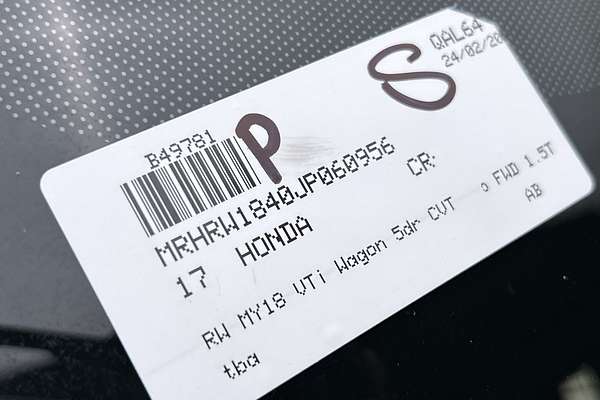 QAL64
S
24/02/20
B49781
P
MRHRW1840JP060956
CR:
17 HONDA
RW MY18 VTi Wagon 5dr CVT o FWD 1.5T
tba AB